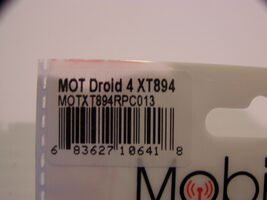 MOT Droid 4 XT894
MOTXT894RPC013
6 83627 10641 8
Mobi